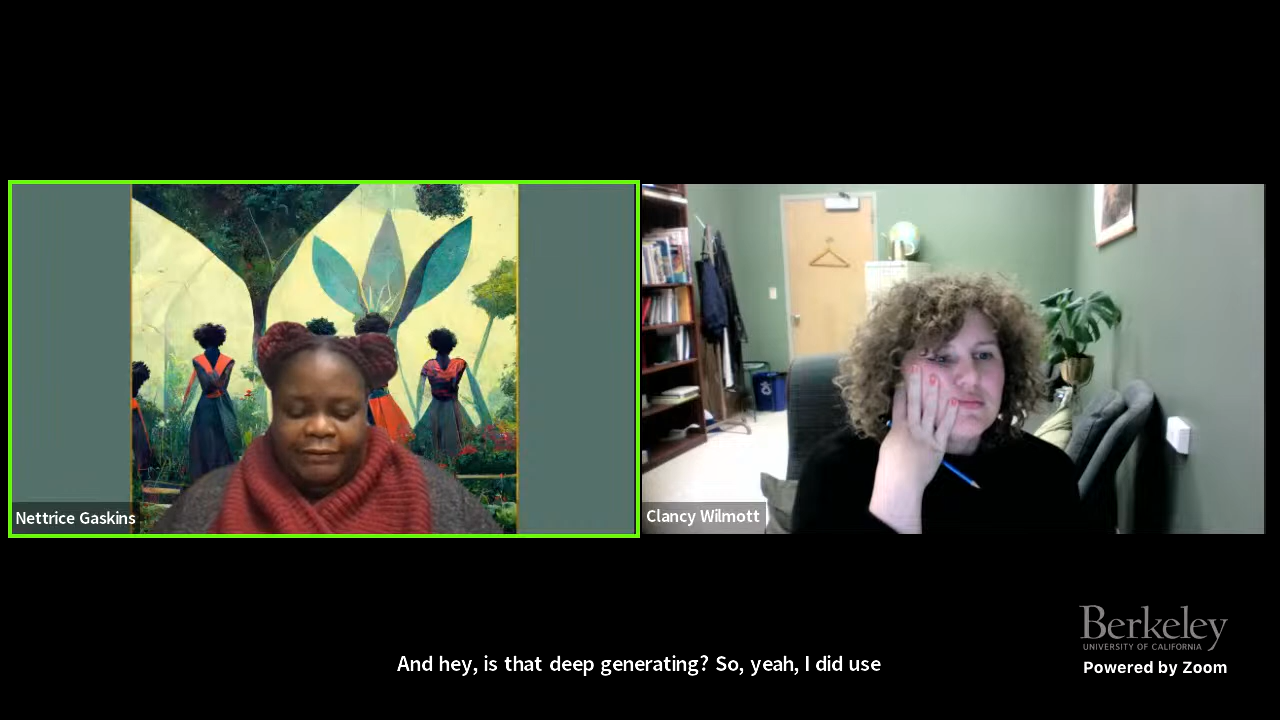 Nettrice Gaskins
Clancy Wilmott
And hey, is that deep generating? So, yeah, I did use
Berkeley
UNIVERSITY OF CALIFORNIA
Powered by Zoom